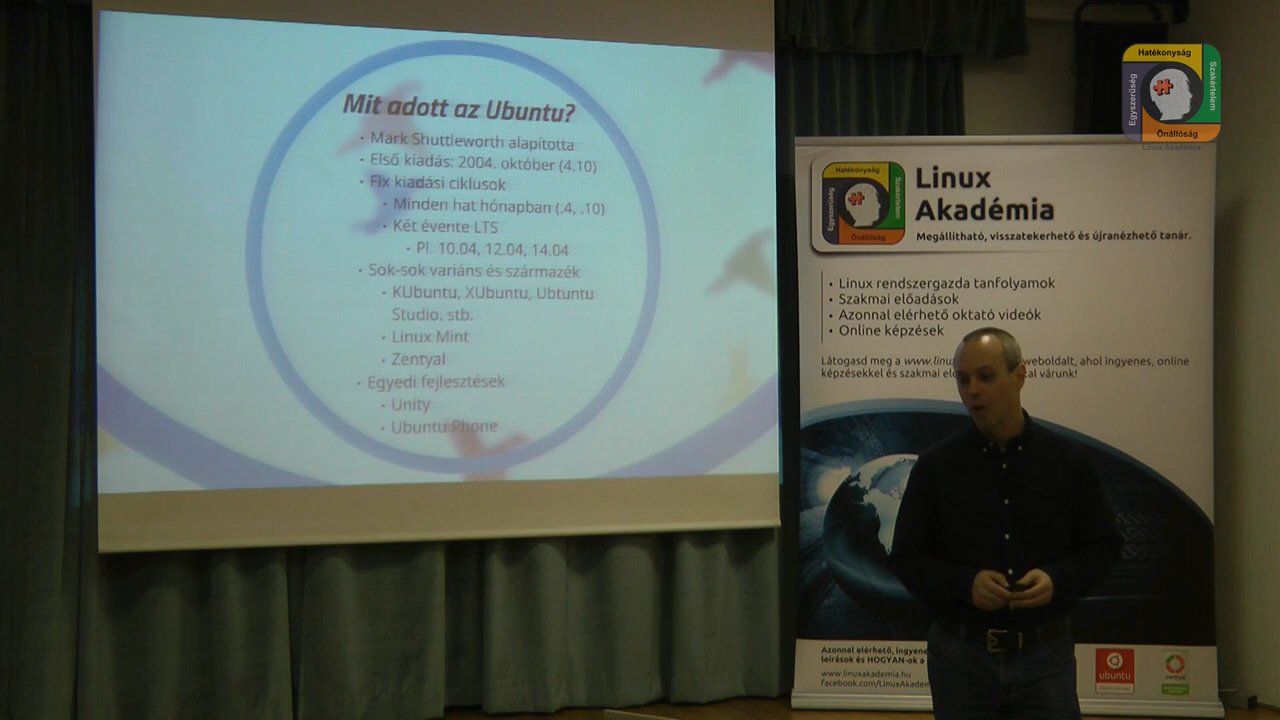 Mit adott az Ubuntu?
• Mark Shuttleworth alapította
• Első kiadás: 2004. október (4.10)
• Fix kiadási ciklusok
• Minden hat hónapban (.4, .10)
• Két évente LTS
• Pl. 10.04, 12.04, 14.04
• Sok-sok variáns és származék
• KUbuntu, XUbuntu, Ubtuntu
Studio, stb.
• Linux Mint
• Zentyal
• Egyedi fejlesztések
• Unity
• Ubuntu Phone
Hatékonyság
Egyszerűség
Szakértelem
Önállóság
Linux Akadémia
Hatékonyság
Egyszerűség
Szakértelem
Önállóság
Linux
Akadémia
Megállítható, visszatekerhető és újranézhető tanár.
• Linux rendszergazda tanfolyamok
• Szakmai előadások
• Azonnal elérhető oktató videók
• Online képzések
Látogasd meg a www.linu weboldalt, ahol ingyenes, online
képzésekkel és szakmai várunk!
Azonnal elérhető,
leírások és HOGYAN-ok a
www.linuxakademia.hu
facebook.com/LinuxAkadem
ubuntu
zentyal